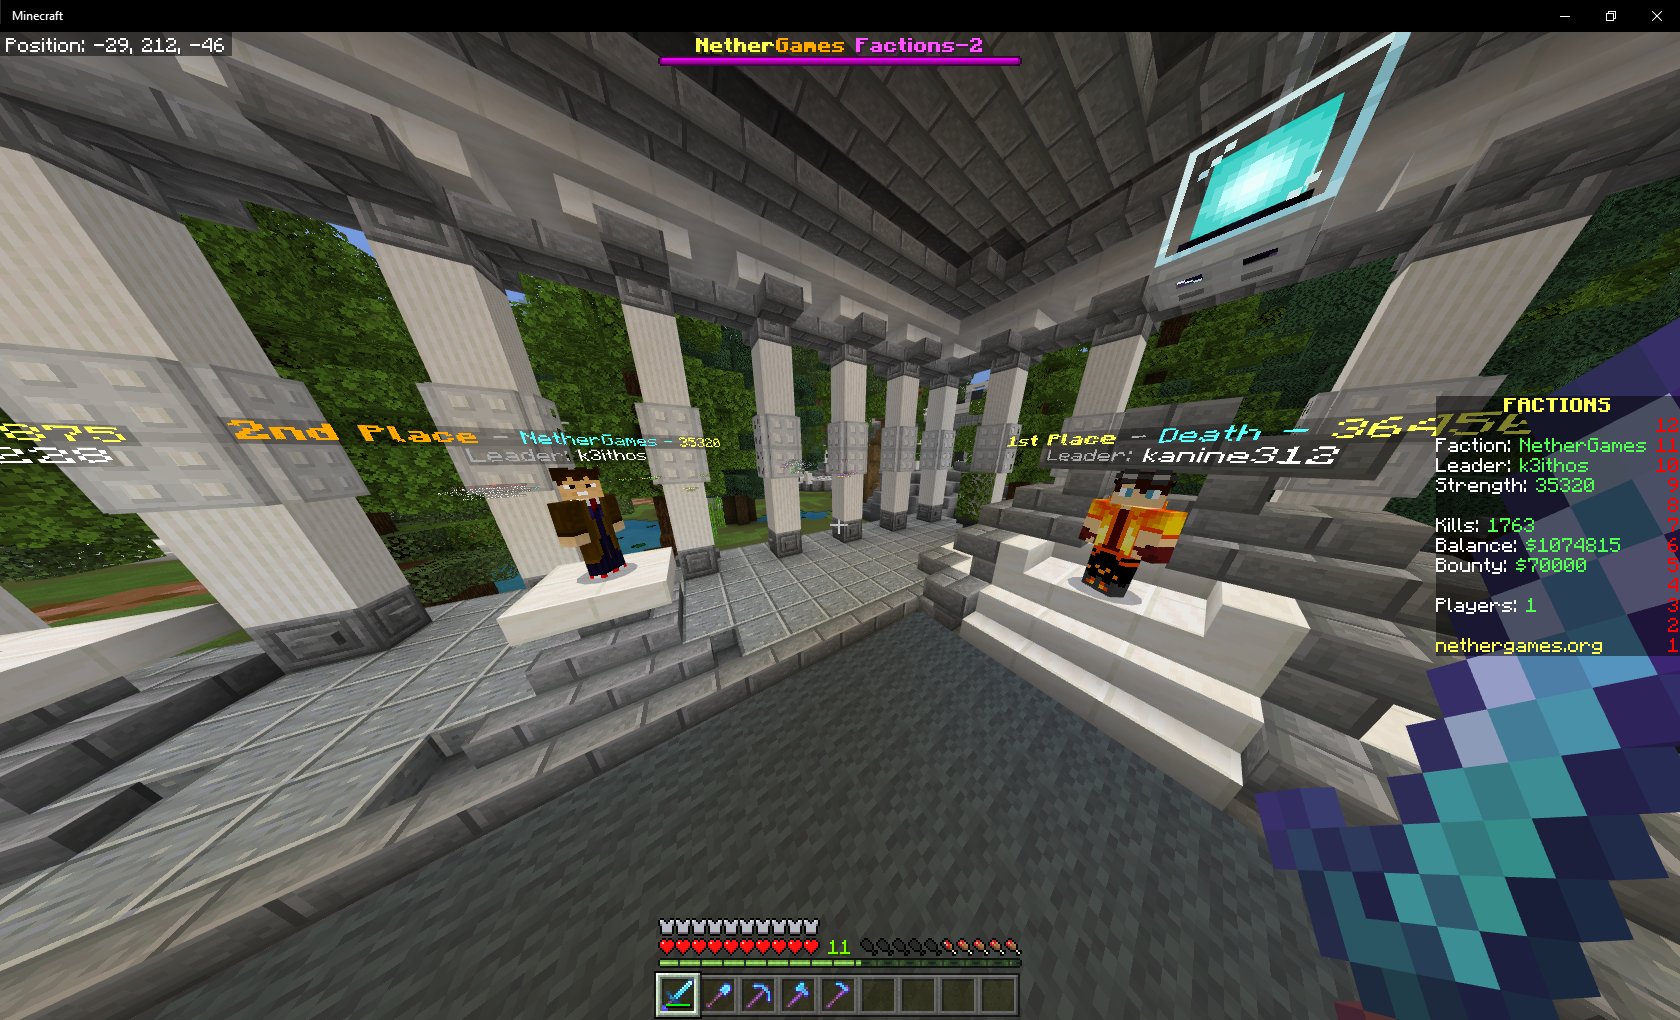 Minecraft
Position: -29, 212, -46
NetherGames Factions-2
2nd Place - NetherGames - 35320
Leader: k3ithos
1st Place - Death -
Leader: kanine312
FACTIONS
12
Faction: NetherGames 11
Leader: k3ithos 10
Strength: 35320 9
8
Kills: 1763 7
Balance: $1074815 6
Bounty: $70000 5
4
Players: 1 3
2
nethergames.org 1
11